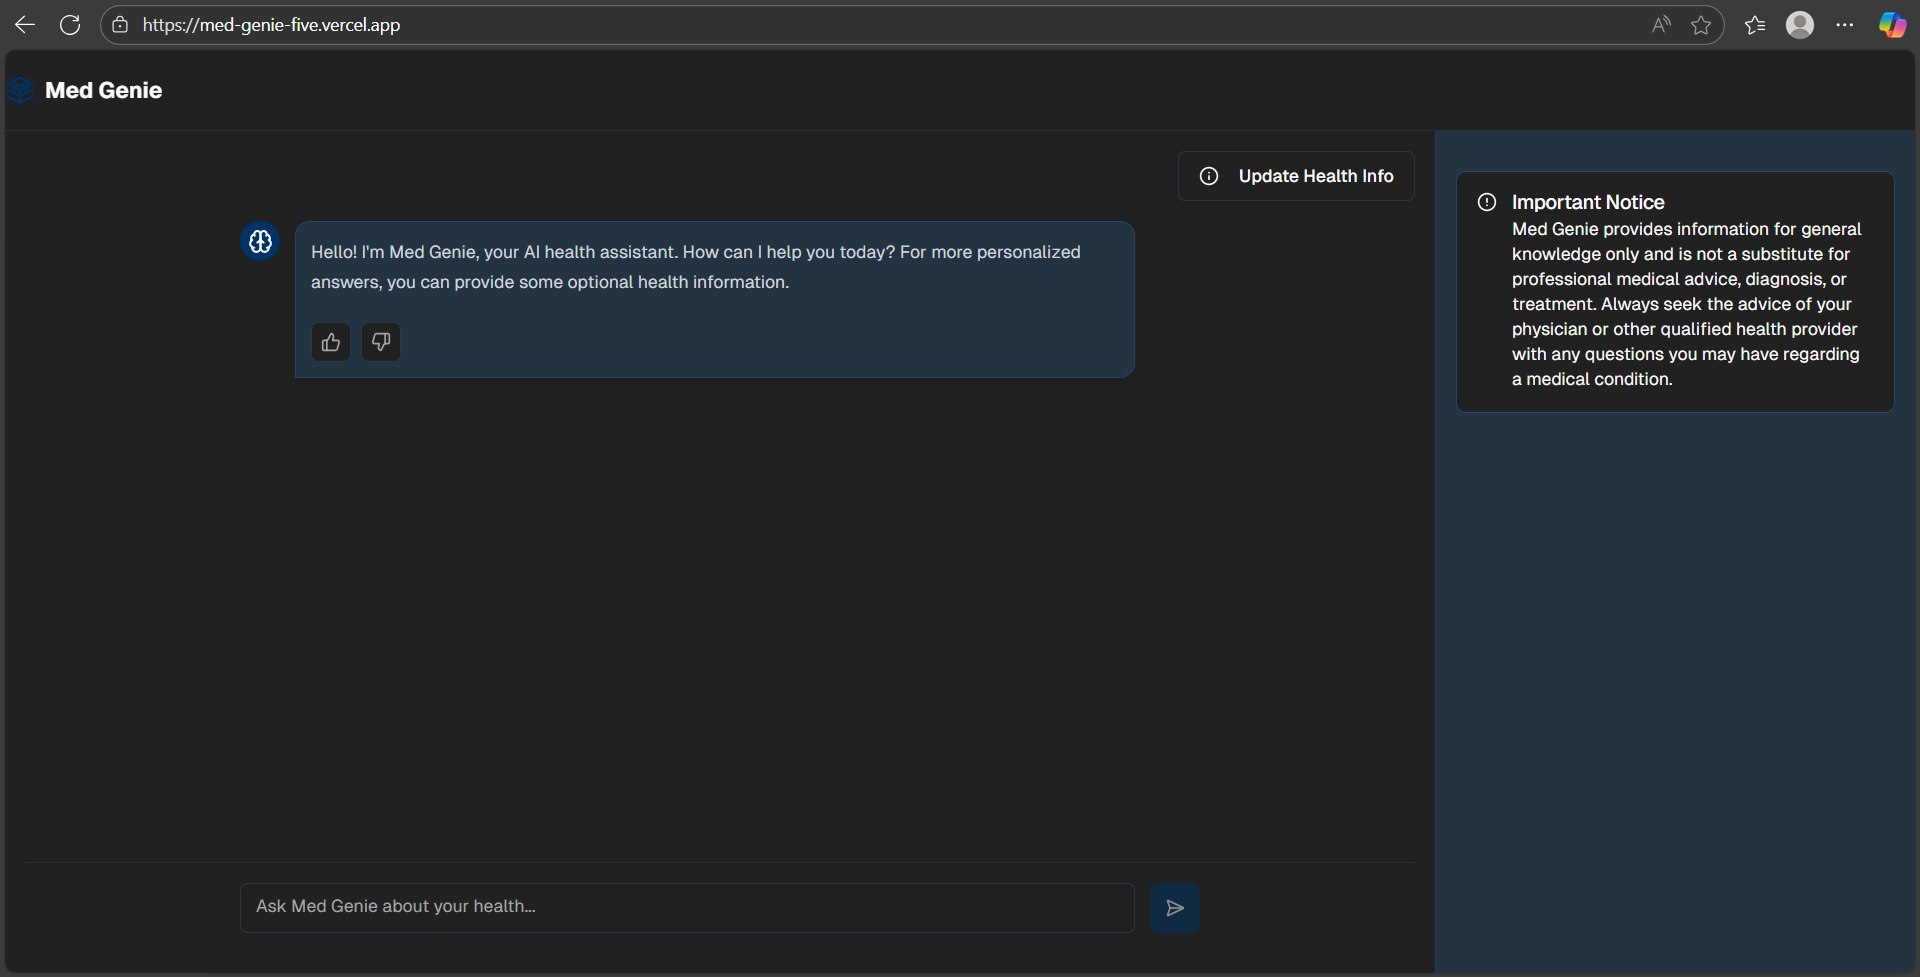 https://med-genie-five.vercel.app
Med Genie
Update Health Info
Hello! I'm Med Genie, your AI health assistant. How can I help you today? For more personalized
answers, you can provide some optional health information.
Important Notice
Med Genie provides information for general
knowledge only and is not a substitute for
professional medical advice, diagnosis, or
treatment. Always seek the advice of your
physician or other qualified health provider
with any questions you may have regarding
a medical condition.
Ask Med Genie about your health...